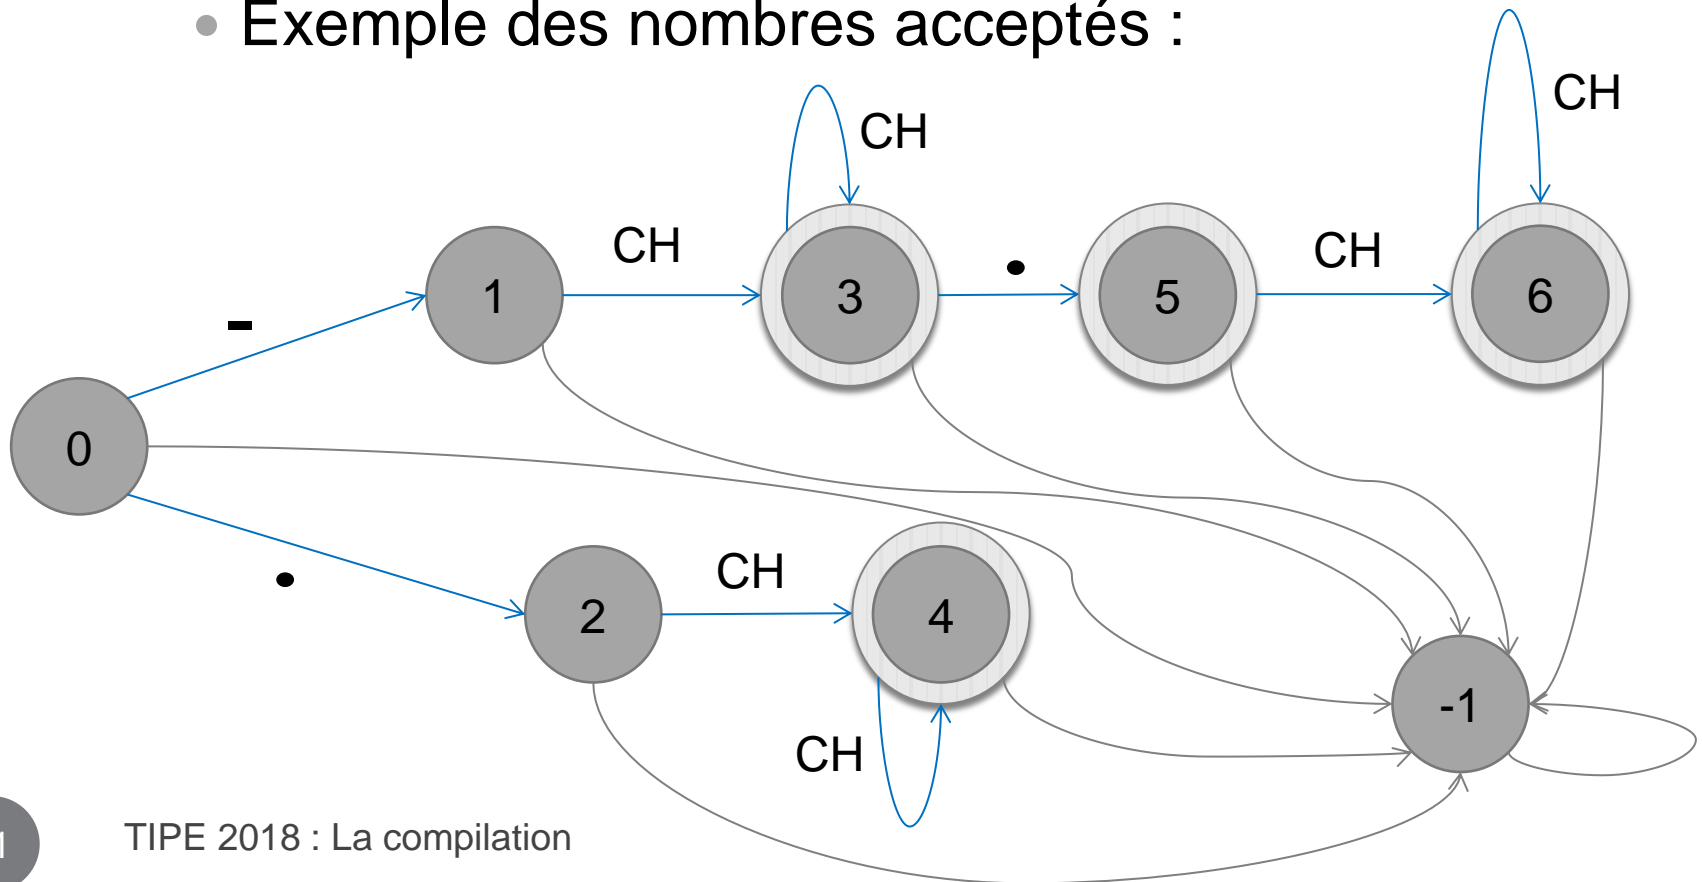 Exemple des nombres acceptés :
CH
CH
CH
.
CH
1
3
5
6
-
0
.
CH
2
4
-1
CH
TIPE 2018 : La compilation